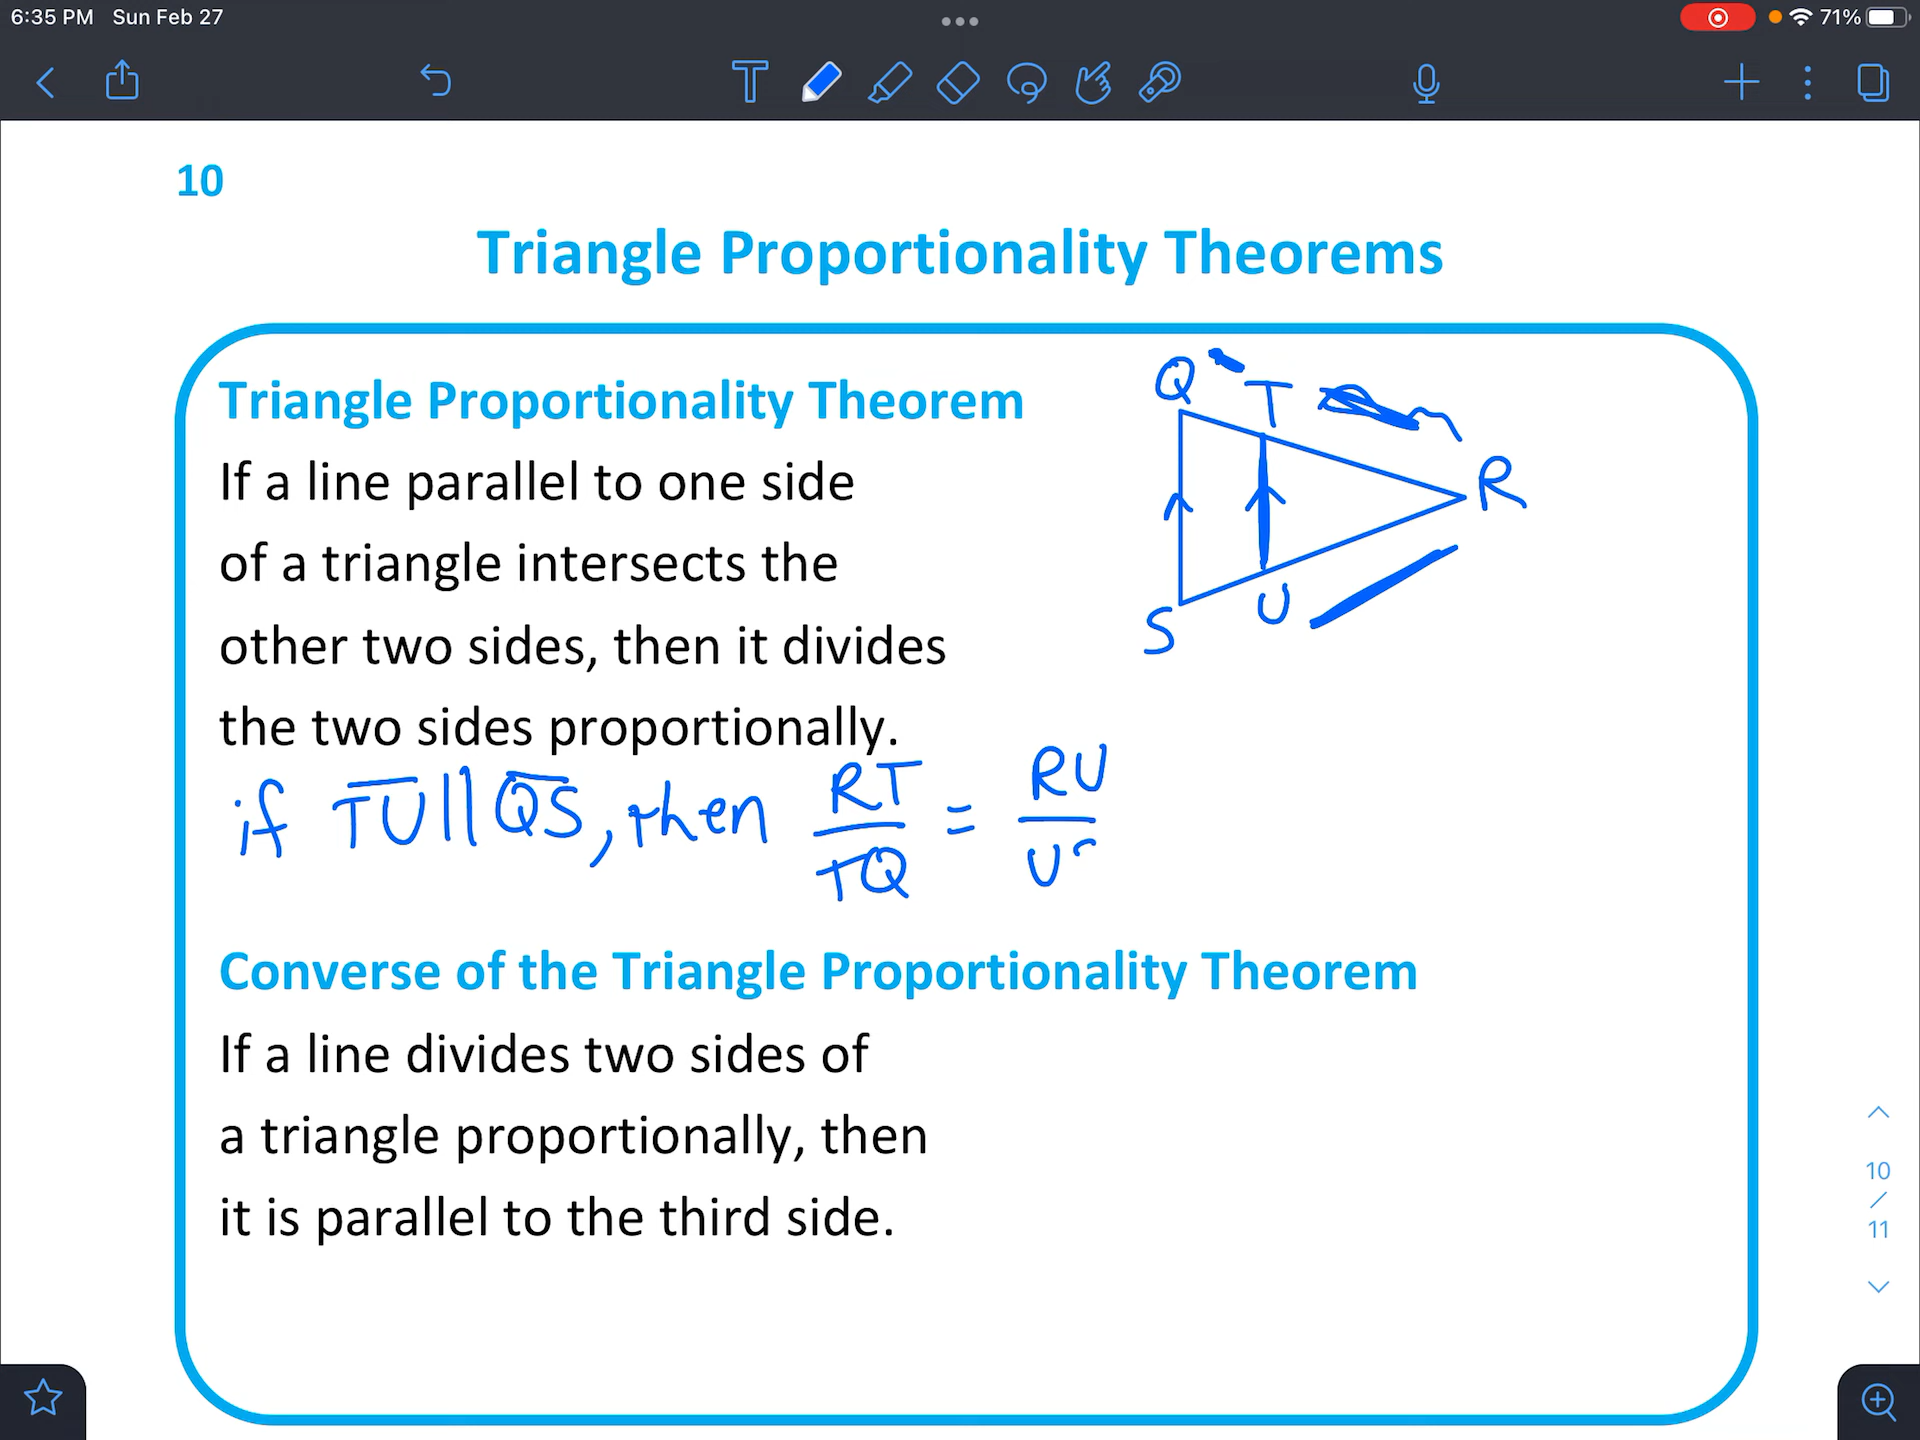 6:35 PM Sun Feb 27
71%
10
Triangle Proportionality Theorems
Triangle Proportionality Theorem
If a line parallel to one side
of a triangle intersects the
other two sides, then it divides
the two sides proportionally.
Q T
R
S U
if TU || QS, then RT/TQ = RU/U
Converse of the Triangle Proportionality Theorem
If a line divides two sides of
a triangle proportionally, then
it is parallel to the third side.
10
/
11